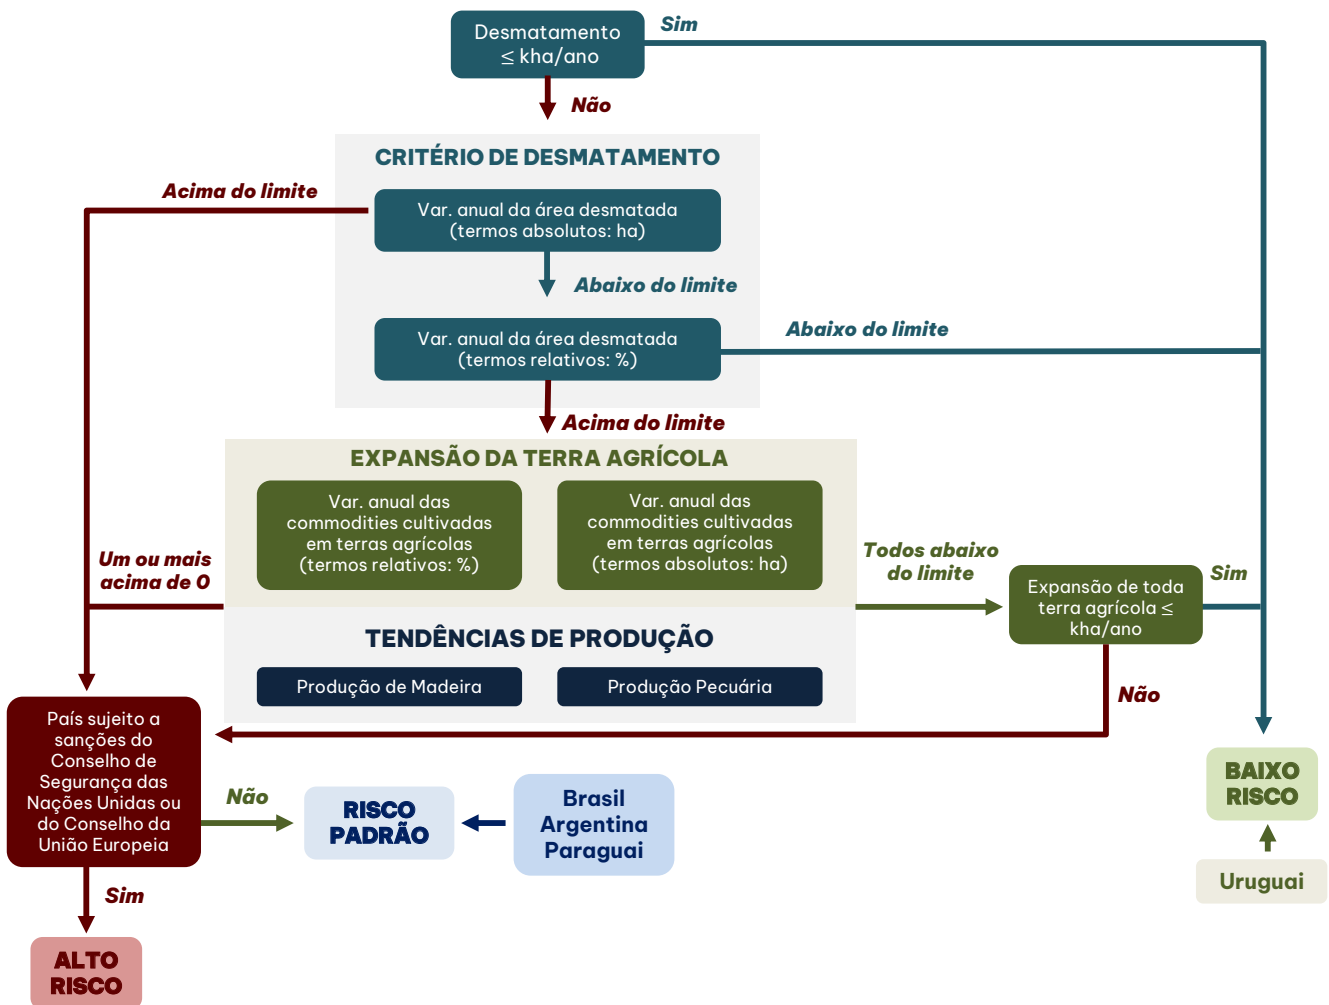 Desmatamento
≤ kha/ano
Sim
Não
CRITÉRIO DE DESMATAMENTO
Acima do limite
Var. anual da área desmatada
(termos absolutos: ha)
Abaixo do limite
Var. anual da área desmatada
(termos relativos: %)
Abaixo do limite
Acima do limite
EXPANSÃO DA TERRA AGRÍCOLA
Var. anual das
commodities cultivadas
em terras agrícolas
(termos relativos: %)
Var. anual das
commodities cultivadas
em terras agrícolas
(termos absolutos: ha)
Um ou mais
acima de 0
Todos abaixo
do limite
Expansão de toda
terra agrícola ≤
kha/ano
Sim
TENDÊNCIAS DE PRODUÇÃO
Produção de Madeira
Produção Pecuária
Não
País sujeito a
sanções do
Conselho de
Segurança das
Nações Unidas ou
do Conselho da
União Europeia
Não
RISCO
PADRÃO
Brasil
Argentina
Paraguai
BAIXO
RISCO
Uruguai
Sim
ALTO
RISCO